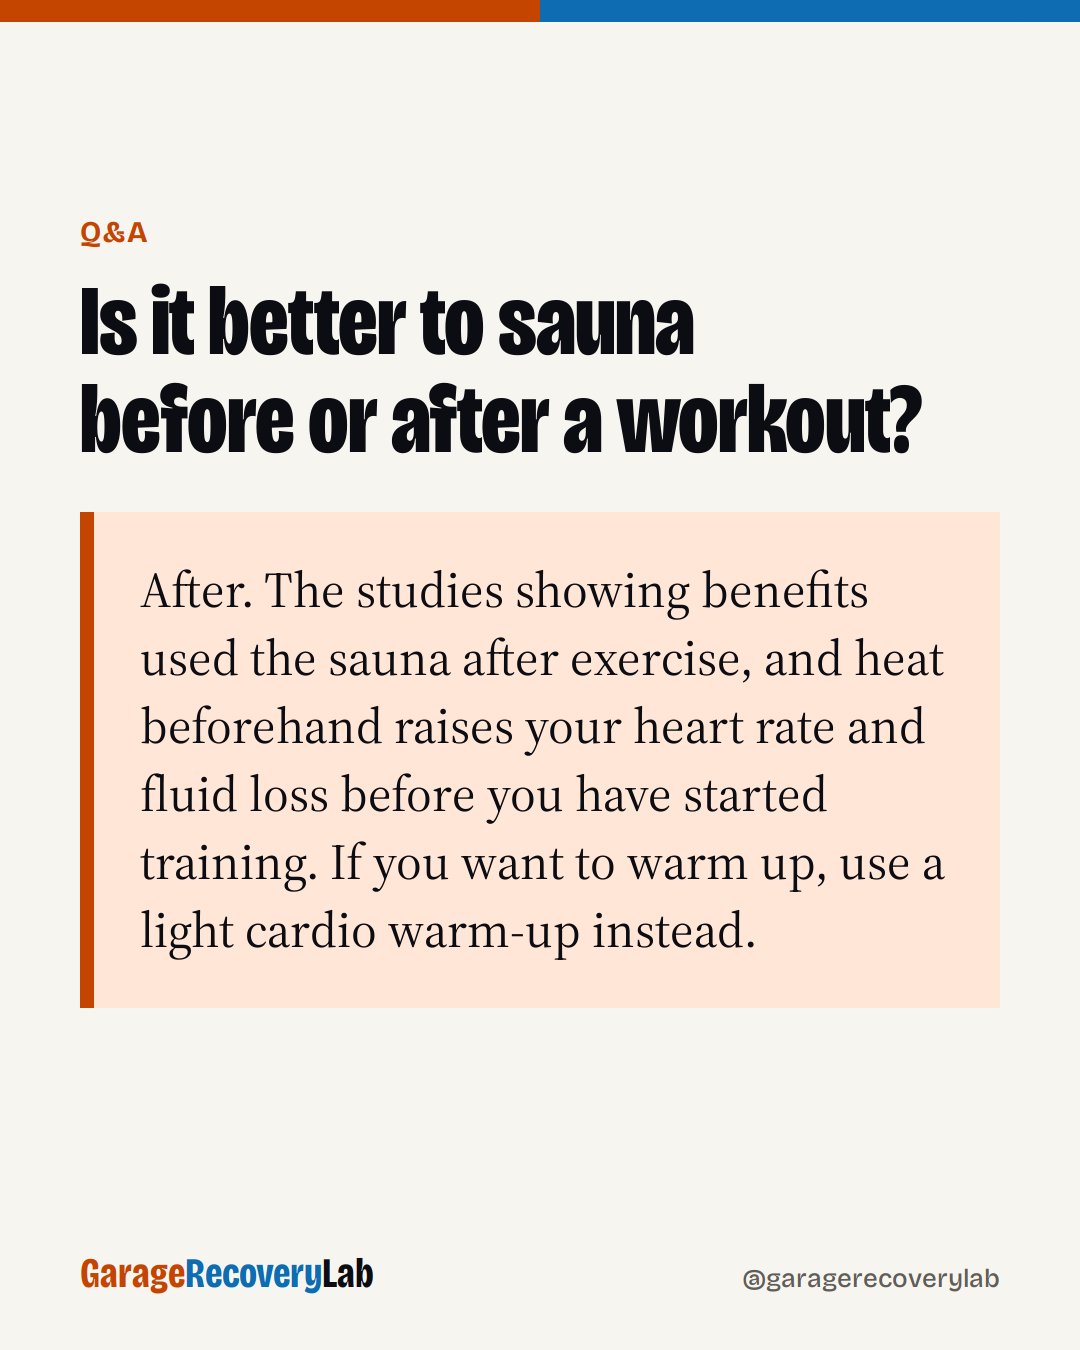 Q&A
Is it better to sauna
before or after a workout?
After. The studies showing benefits
used the sauna after exercise, and heat
beforehand raises your heart rate and
fluid loss before you have started
training. If you want to warm up, use a
light cardio warm-up instead.
GarageRecoveryLab
@garagerecoverylab